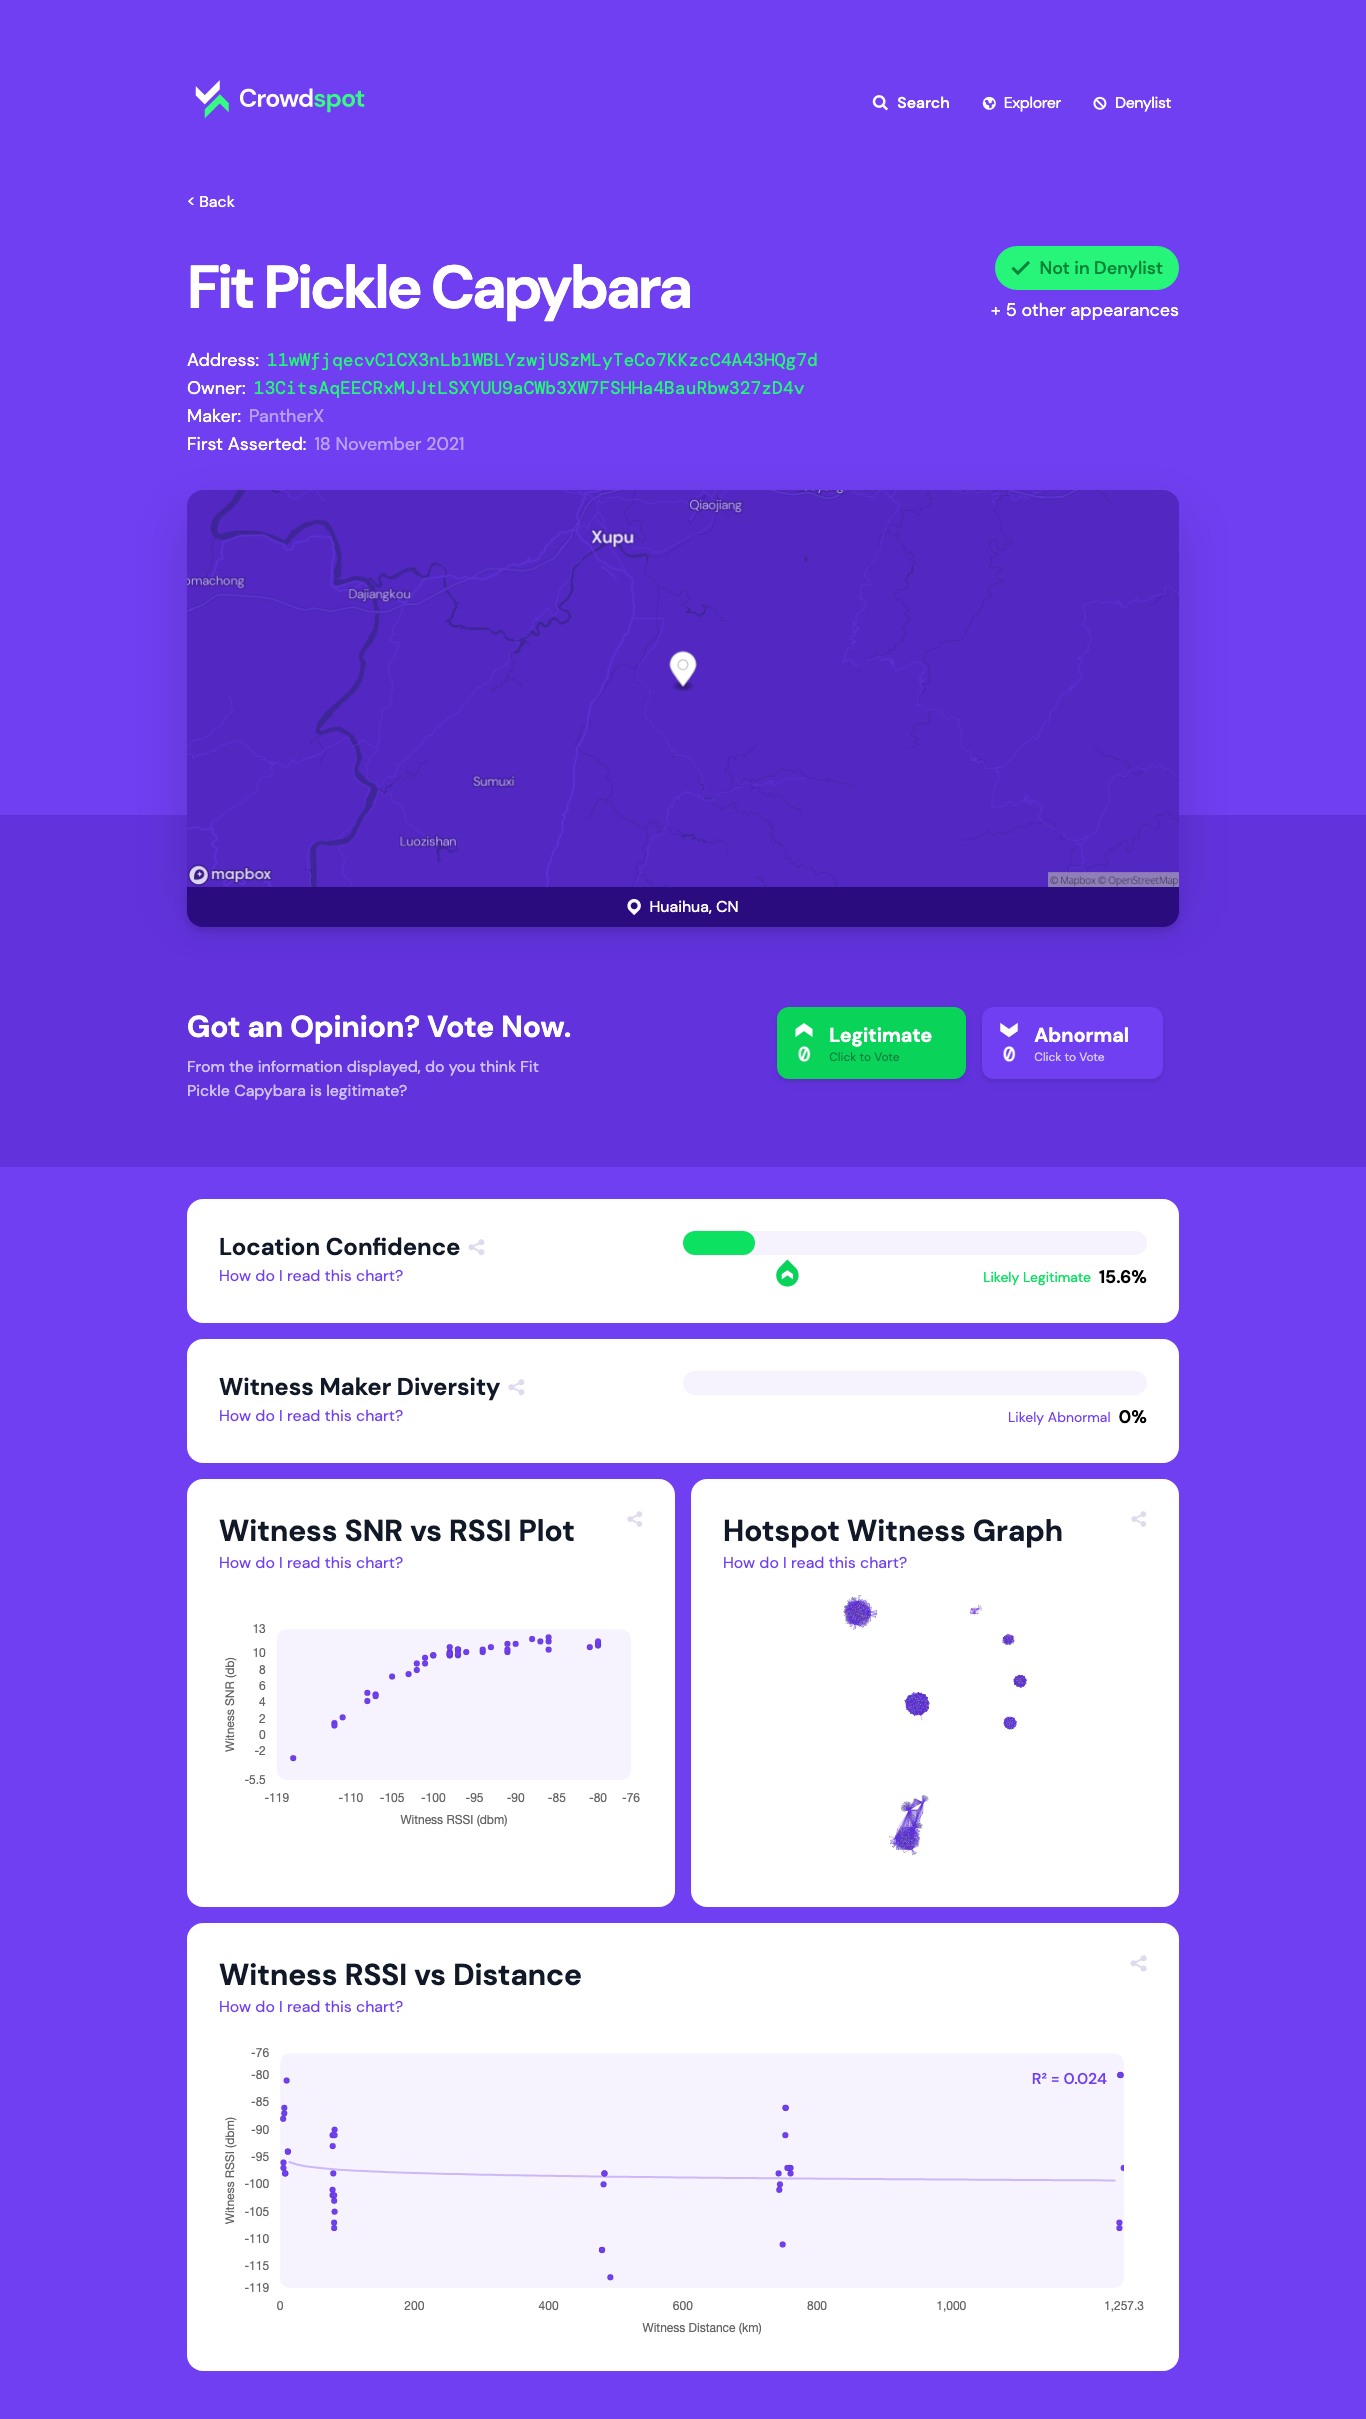 Crowdspot
Search
Explorer
Denylist
< Back
Fit Pickle Capybara
Not in Denylist
+ 5 other appearances
Address: 11wWfjqecvC1CX3nLb1WBLYzwjUSzMLyTeCo7KKzcC4A43HQg7d
Owner: 13CitsAqEECRxMJJtLSXYUU9aCWb3XW7FSHHa4BauRbw327zD4v
Maker: PantherX
First Asserted: 18 November 2021
Qiaojiang
Xupu
omachong
Dajiangkou
Sumuxi
Luozishan
mapbox
© Mapbox © OpenStreetMap
Huaihua, CN
Got an Opinion? Vote Now.
From the information displayed, do you think Fit
Pickle Capybara is legitimate?
Legitimate
0
Click to Vote
Abnormal
0
Click to Vote
Location Confidence
How do I read this chart?
Likely Legitimate 15.6%
Witness Maker Diversity
How do I read this chart?
Likely Abnormal 0%
Witness SNR vs RSSI Plot
How do I read this chart?
13
10
8
6
4
2
0
-2
-5.5
Witness SNR (db)
-119 -110 -105 -100 -95 -90 -85 -80 -76
Witness RSSI (dbm)
Hotspot Witness Graph
How do I read this chart?
Witness RSSI vs Distance
How do I read this chart?
-76
-80
-85
-90
-95
-100
-105
-110
-115
-119
Witness RSSI (dbm)
R² = 0.024
0 200 400 600 800 1,000 1,257.3
Witness Distance (km)